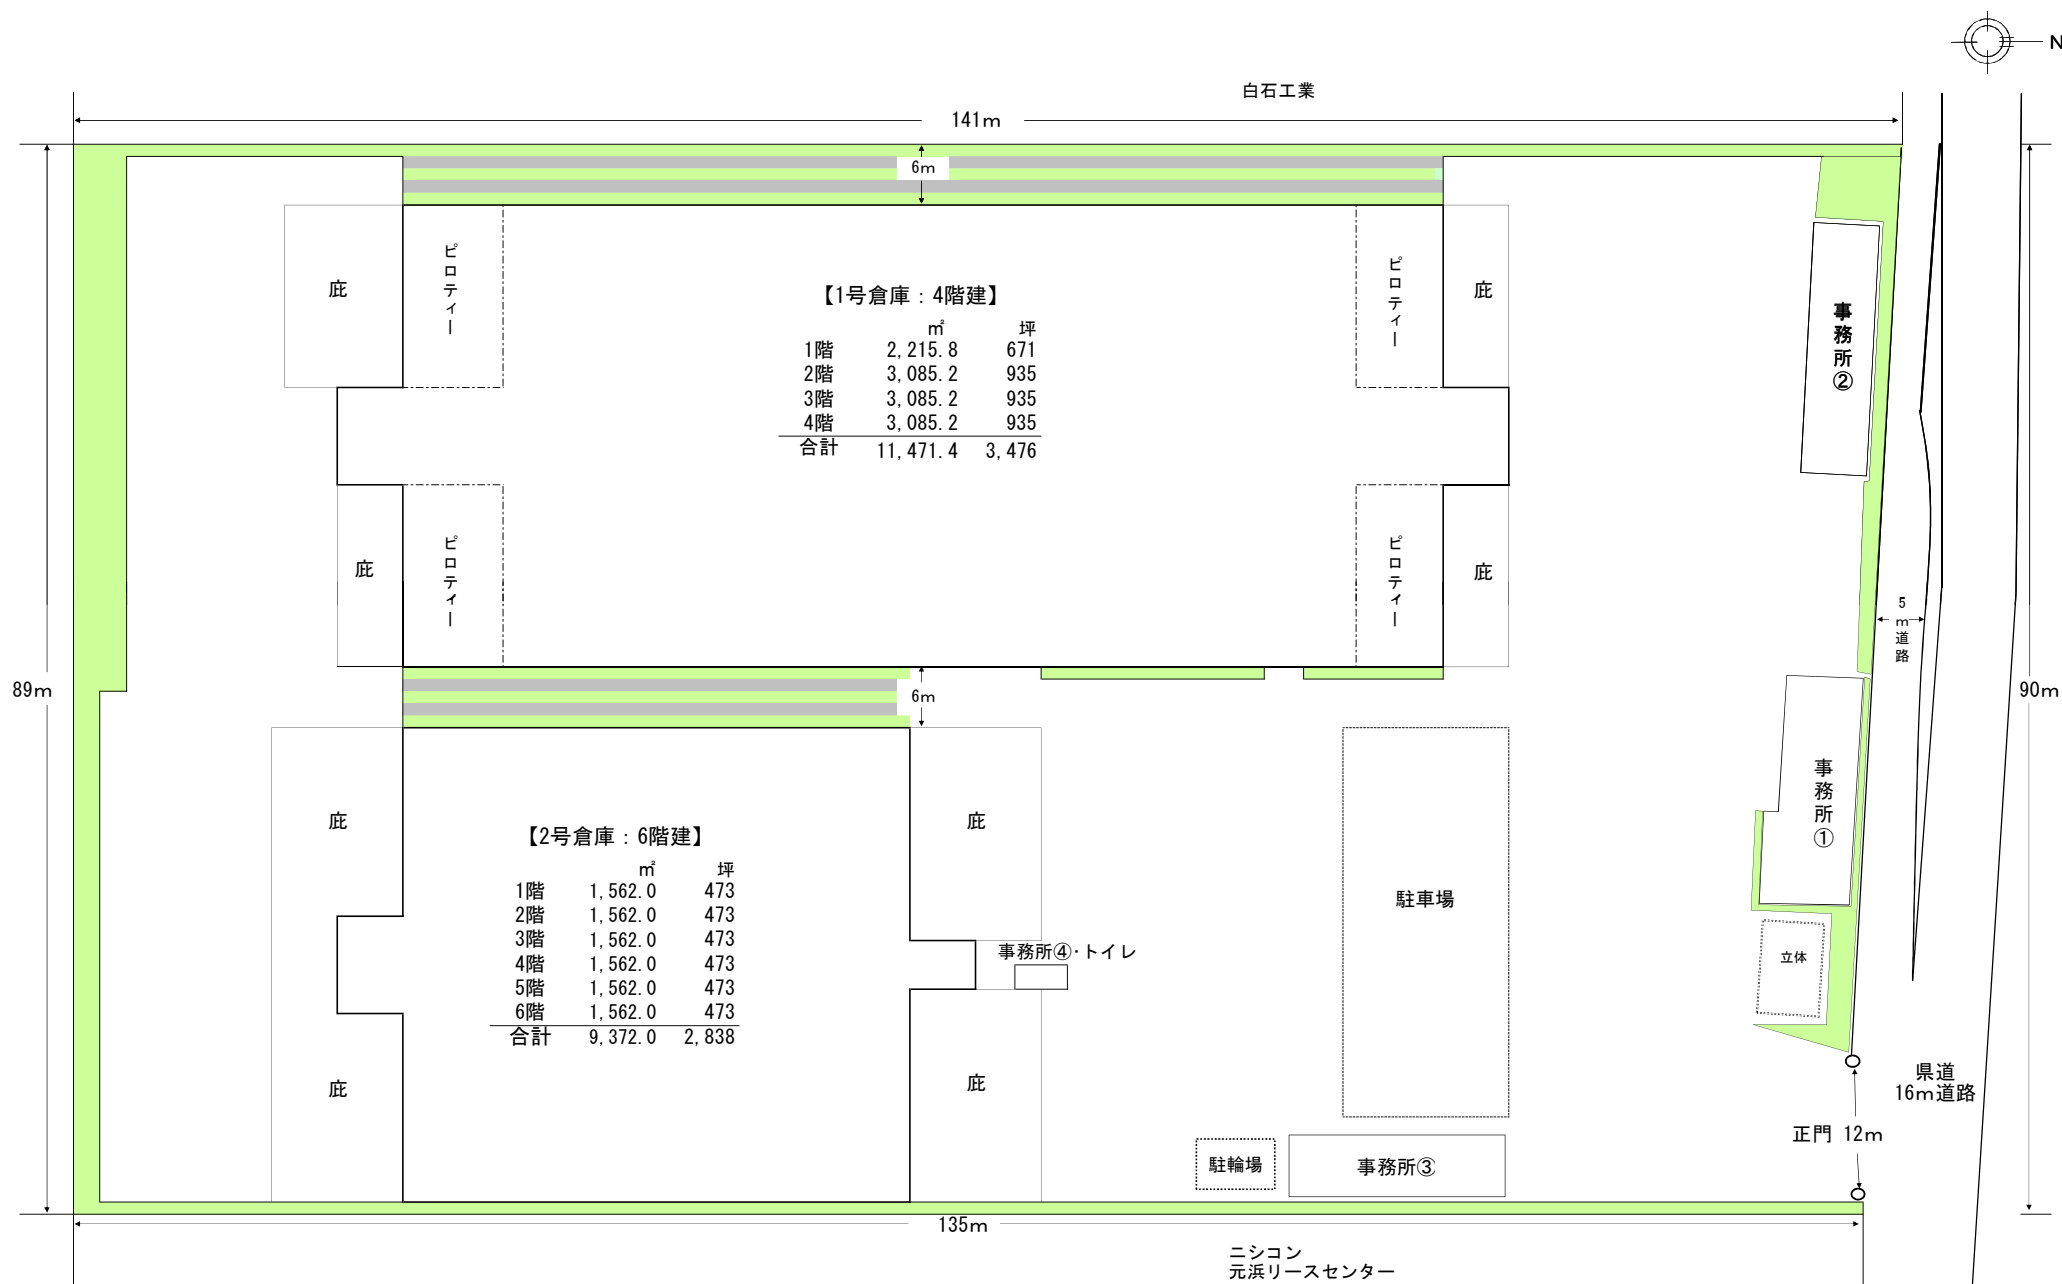 N
白石工業
141m
6m
庇
ピロティー
【1号倉庫：4階建】
㎡ 坪
1階 2,215.8 671
2階 3,085.2 935
3階 3,085.2 935
4階 3,085.2 935
合計 11,471.4 3,476
ピロティー
庇
事務所②
庇
ピロティー
ピロティー
庇
5m道路
89m
6m
90m
事務所①
庇
【2号倉庫：6階建】
㎡ 坪
1階 1,562.0 473
2階 1,562.0 473
3階 1,562.0 473
4階 1,562.0 473
5階 1,562.0 473
6階 1,562.0 473
合計 9,372.0 2,838
庇
駐車場
事務所④･トイレ
立体
庇
庇
県道
16m道路
正門 12m
駐輪場
事務所③
135m
ニシコン
元浜リースセンター